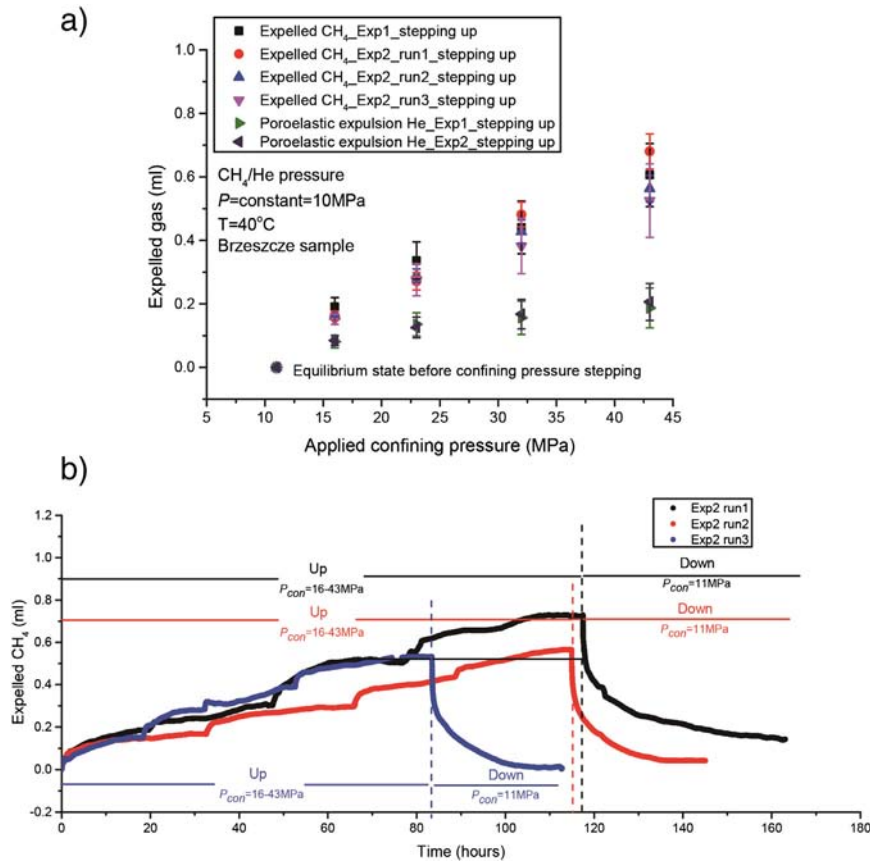 a)
Expelled CH₄_Exp1_stepping up
Expelled CH₄_Exp2_run1_stepping up
Expelled CH₄_Exp2_run2_stepping up
Expelled CH₄_Exp2_run3_stepping up
Poroelastic expulsion He_Exp1_stepping up
Poroelastic expulsion He_Exp2_stepping up
CH₄/He pressure
P=constant=10MPa
T=40°C
Brzeszcze sample
Equilibrium state before confining pressure stepping
1.0
0.8
0.6
0.4
0.2
0.0
Expelled gas (ml)
5 10 15 20 25 30 35 40 45
Applied confining pressure (MPa)
b)
Exp2 run1
Exp2 run2
Exp2 run3
Up
Pcon=16-43MPa
Down
Pcon=11MPa
Up
Pcon=16-43MPa
Down
Pcon=11MPa
Up
Pcon=16-43MPa
Down
Pcon=11MPa
1.2
1.0
0.8
0.6
0.4
0.2
0.0
-0.2
Expelled CH₄ (ml)
0 20 40 60 80 100 120 140 160 180
Time (hours)